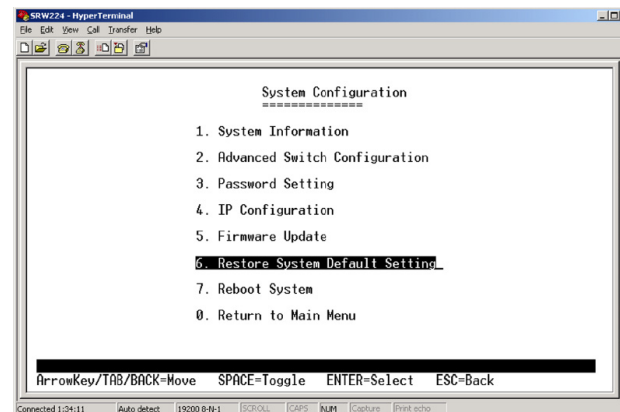 SRW224 - HyperTerminal
File Edit View Call Transfer Help
System Configuration
==============
1. System Information
2. Advanced Switch Configuration
3. Password Setting
4. IP Configuration
5. Firmware Update
6. Restore System Default Setting_
7. Reboot System
0. Return to Main Menu
ArrowKey/TAB/BACK=Move SPACE=Toggle ENTER=Select ESC=Back
Connected 1:34:11 Auto detect 19200 8-N-1 SCROLL CAPS NUM Capture Print echo